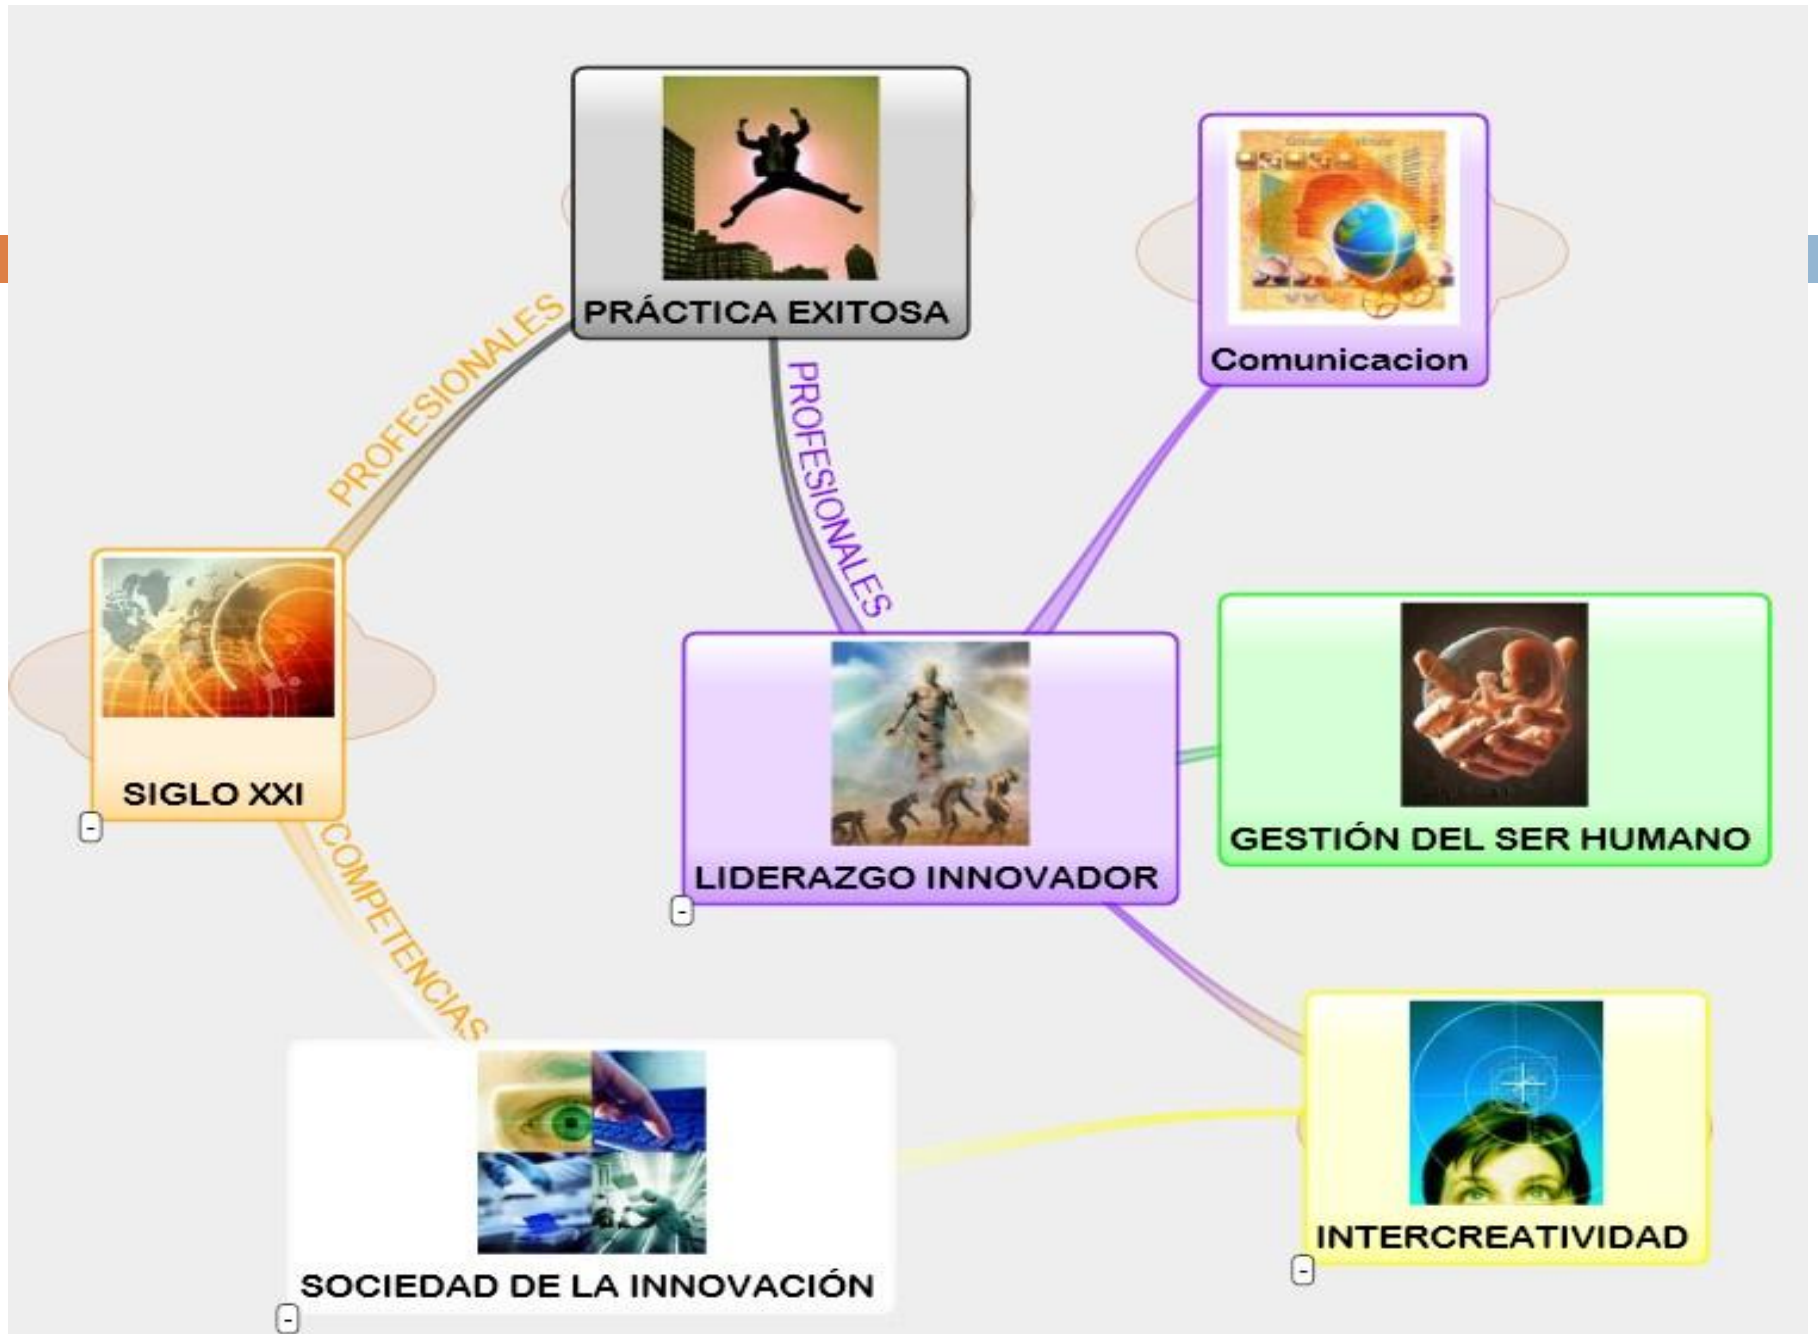 PRÁCTICA EXITOSA
Comunicacion
PROFESIONALES
PROFESIONALES
SIGLO XXI
LIDERAZGO INNOVADOR
GESTIÓN DEL SER HUMANO
COMPETENCIAS
INTERCREATIVIDAD
SOCIEDAD DE LA INNOVACIÓN